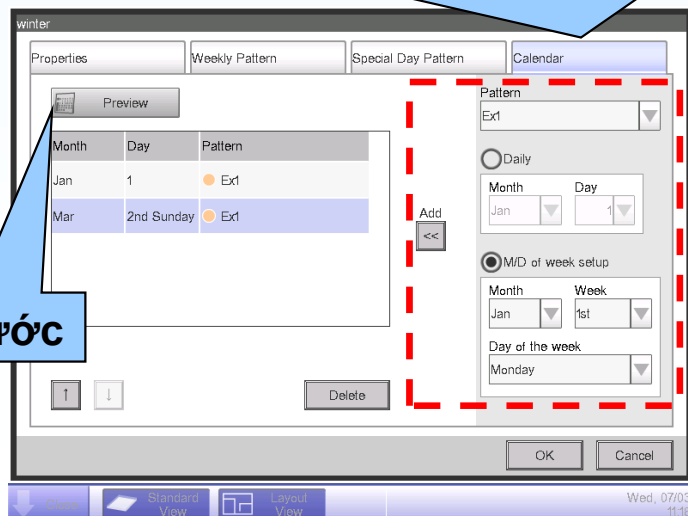 winter
Properties
Weekly Pattern
Special Day Pattern
Calendar
Preview
Month Day Pattern
Jan 1 Ex1
Mar 2nd Sunday Ex1
Add
<<
Pattern
Ex1
Daily
Month Day
Jan 1
M/D of week setup
Month Week
Jan 1st
Day of the week
Monday
ước
↑ ↓
Delete
OK Cancel
Standard
View
Layout
View
Wed, 07/03
11:16